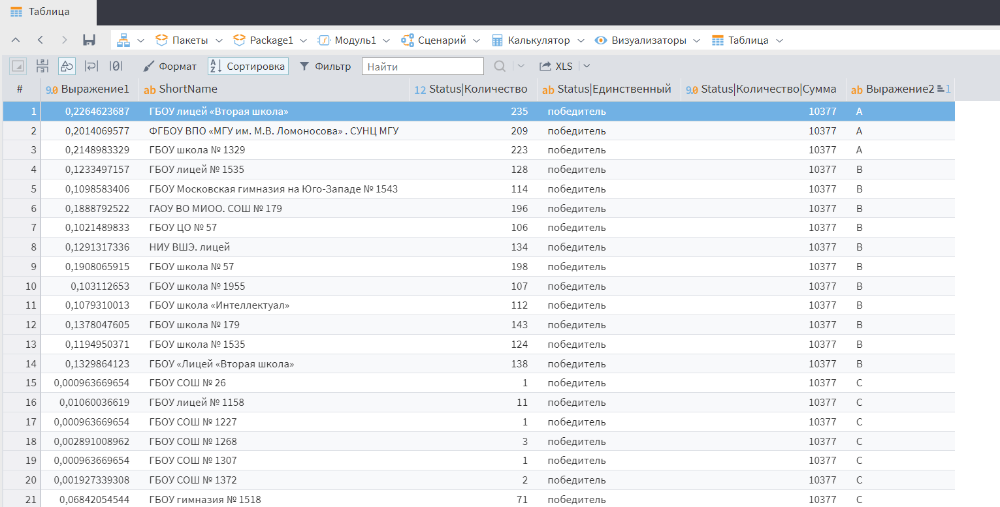 Таблица
Пакеты Package1 Модуль1 Сценарий Калькулятор Визуализаторы Таблица
Формат Сортировка Фильтр Найти XLS
# 9.0 Выражение1 ab ShortName 12 Status|Количество ab Status|Единственный 9.0 Status|Количество|Сумма ab Выражение2 1
1 0,2264623687 ГБОУ лицей «Вторая школа» 235 победитель 10377 A
2 0,2014069577 ФГБОУ ВПО «МГУ им. М.В. Ломоносова» . СУНЦ МГУ 209 победитель 10377 A
3 0,2148983329 ГБОУ школа № 1329 223 победитель 10377 A
4 0,1233497157 ГБОУ лицей № 1535 128 победитель 10377 B
5 0,1098583406 ГБОУ Московская гимназия на Юго-Западе № 1543 114 победитель 10377 B
6 0,1888792522 ГАОУ ВО МИОО. СОШ № 179 196 победитель 10377 B
7 0,1021489833 ГБОУ ЦО № 57 106 победитель 10377 B
8 0,1291317336 НИУ ВШЭ. лицей 134 победитель 10377 B
9 0,1908065915 ГБОУ школа № 57 198 победитель 10377 B
10 0,103112653 ГБОУ школа № 1955 107 победитель 10377 B
11 0,1079310013 ГБОУ школа «Интеллектуал» 112 победитель 10377 B
12 0,1378047605 ГБОУ школа № 179 143 победитель 10377 B
13 0,1194950371 ГБОУ школа № 1535 124 победитель 10377 B
14 0,1329864123 ГБОУ «Лицей «Вторая школа» 138 победитель 10377 B
15 0,000963669654 ГБОУ СОШ № 26 1 победитель 10377 C
16 0,01060036619 ГБОУ лицей № 1158 11 победитель 10377 C
17 0,000963669654 ГБОУ СОШ № 1227 1 победитель 10377 C
18 0,002891008962 ГБОУ СОШ № 1268 3 победитель 10377 C
19 0,000963669654 ГБОУ СОШ № 1307 1 победитель 10377 C
20 0,001927339308 ГБОУ СОШ № 1372 2 победитель 10377 C
21 0,06842054544 ГБОУ гимназия № 1518 71 победитель 10377 C